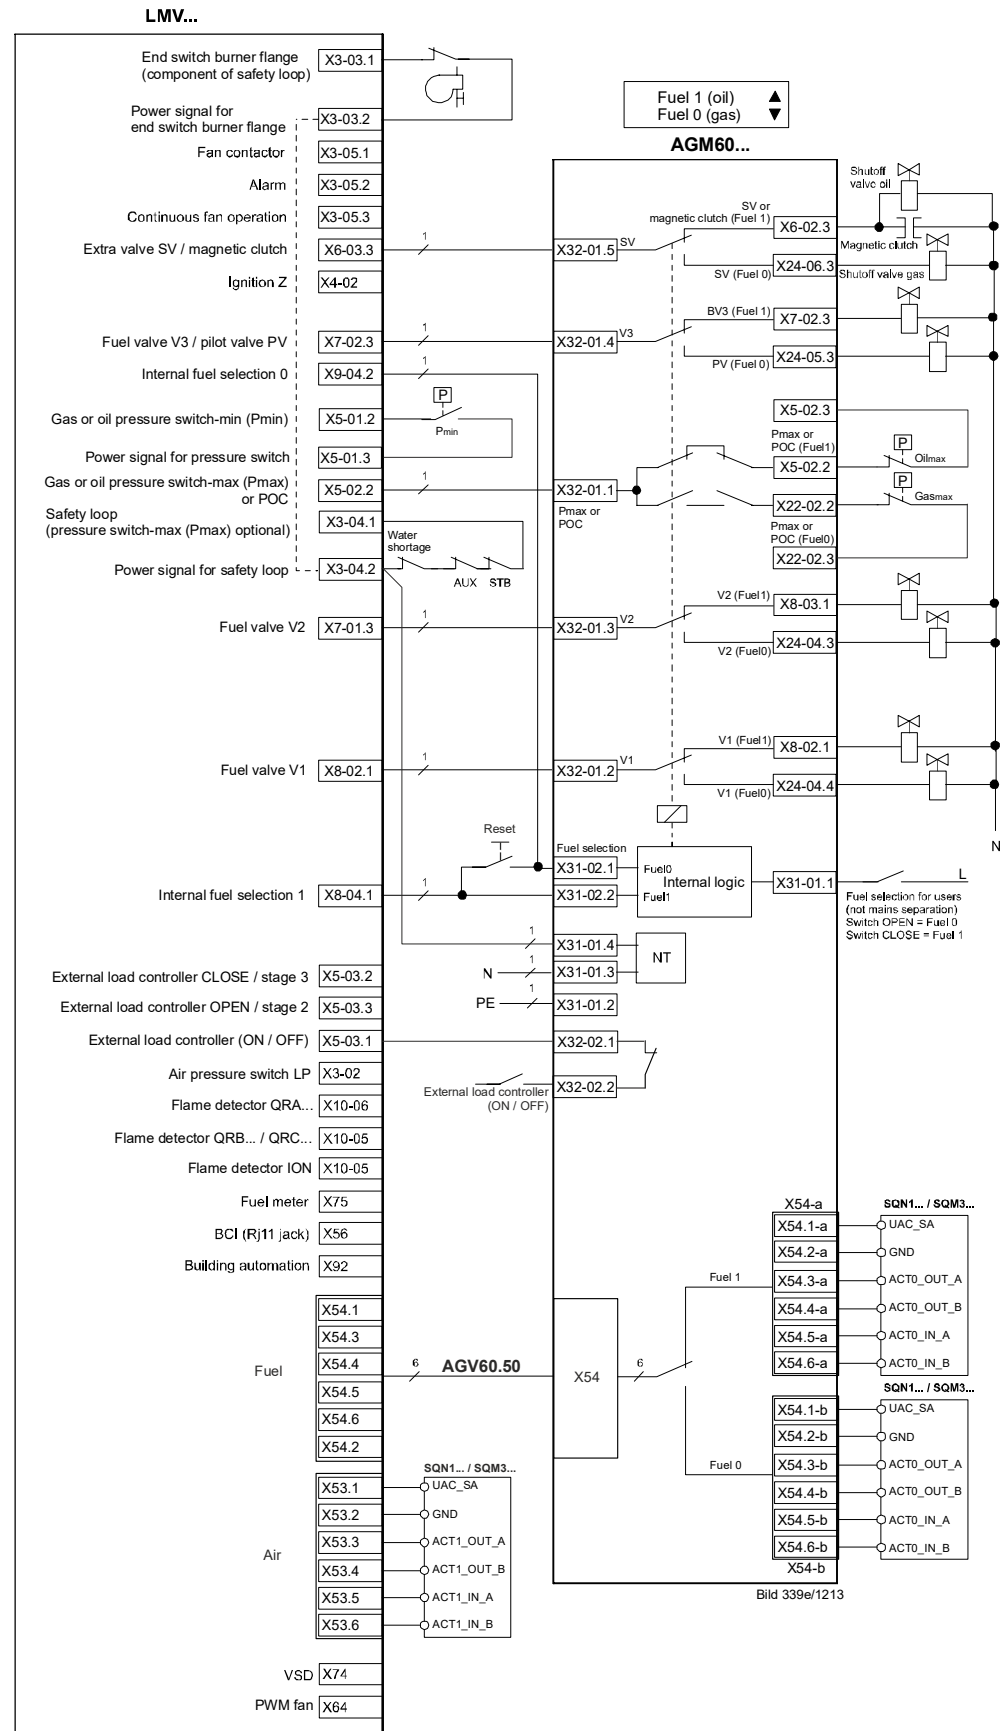 LMV...
End switch burner flange
(component of safety loop)
X3-03.1
Power signal for
end switch burner flange
X3-03.2
Fan contactor
X3-05.1
Alarm
X3-05.2
Continuous fan operation
X3-05.3
Extra valve SV / magnetic clutch
X6-03.3
1
Ignition Z
X4-02
Fuel valve V3 / pilot valve PV
X7-02.3
1
Internal fuel selection 0
X9-04.2
1
Gas or oil pressure switch-min (Pmin)
X5-01.2
P
Pmin
Power signal for pressure switch
X5-01.3
Gas or oil pressure switch-max (Pmax)
or POC
X5-02.2
1
Safety loop
(pressure switch-max (Pmax) optional)
X3-04.1
Water
shortage
Power signal for safety loop
X3-04.2
AUX
STB
Fuel valve V2
X7-01.3
1
Fuel valve V1
X8-02.1
1
Reset
Internal fuel selection 1
X8-04.1
1
External load controller CLOSE / stage 3
X5-03.2
External load controller OPEN / stage 2
X5-03.3
External load controller (ON / OFF)
X5-03.1
Air pressure switch LP
X3-02
Flame detector QRA...
X10-06
Flame detector QRB... / QRC...
X10-05
Flame detector ION
X10-05
Fuel meter
X75
BCI (Rj11 jack)
X56
Building automation
X92
Fuel
X54.1
X54.3
X54.4
X54.5
X54.6
X54.2
6
AGV60.50
Air
X53.1
X53.2
X53.3
X53.4
X53.5
X53.6
SQN1... / SQM3...
UAC_SA
GND
ACT1_OUT_A
ACT1_OUT_B
ACT1_IN_A
ACT1_IN_B
VSD
X74
PWM fan
X64
Fuel 1 (oil) ▲
Fuel 0 (gas) ▼
AGM60...
X32-01.5
SV
SV or
magnetic clutch (Fuel 1)
X6-02.3
SV (Fuel 0)
X24-06.3
Shutoff
valve oil
Magnetic clutch
Shutoff valve gas
X32-01.4
V3
BV3 (Fuel 1)
X7-02.3
PV (Fuel 0)
X24-05.3
X5-02.3
Pmax or
POC (Fuel1)
X5-02.2
P
Oilmax
X32-01.1
Pmax or
POC
X22-02.2
P
Gasmax
Pmax or
POC (Fuel0)
X22-02.3
X32-01.3
V2
V2 (Fuel1)
X8-03.1
V2 (Fuel0)
X24-04.3
X32-01.2
V1
V1 (Fuel1)
X8-02.1
V1 (Fuel0)
X24-04.4
N
Fuel selection
X31-02.1
Fuel0
X31-02.2
Fuel1
Internal logic
X31-01.1
L
Fuel selection for users
(not mains separation)
Switch OPEN = Fuel 0
Switch CLOSE = Fuel 1
1
X31-01.4
NT
N
1
X31-01.3
PE
1
X31-01.2
X32-02.1
X32-02.2
External load controller
(ON / OFF)
X54
6
Fuel 1
Fuel 0
X54-a
X54.1-a
X54.2-a
X54.3-a
X54.4-a
X54.5-a
X54.6-a
SQN1... / SQM3...
UAC_SA
GND
ACT0_OUT_A
ACT0_OUT_B
ACT0_IN_A
ACT0_IN_B
X54.1-b
X54.2-b
X54.3-b
X54.4-b
X54.5-b
X54.6-b
X54-b
SQN1... / SQM3...
UAC_SA
GND
ACT0_OUT_A
ACT0_OUT_B
ACT0_IN_A
ACT0_IN_B
Bild 339e/1213